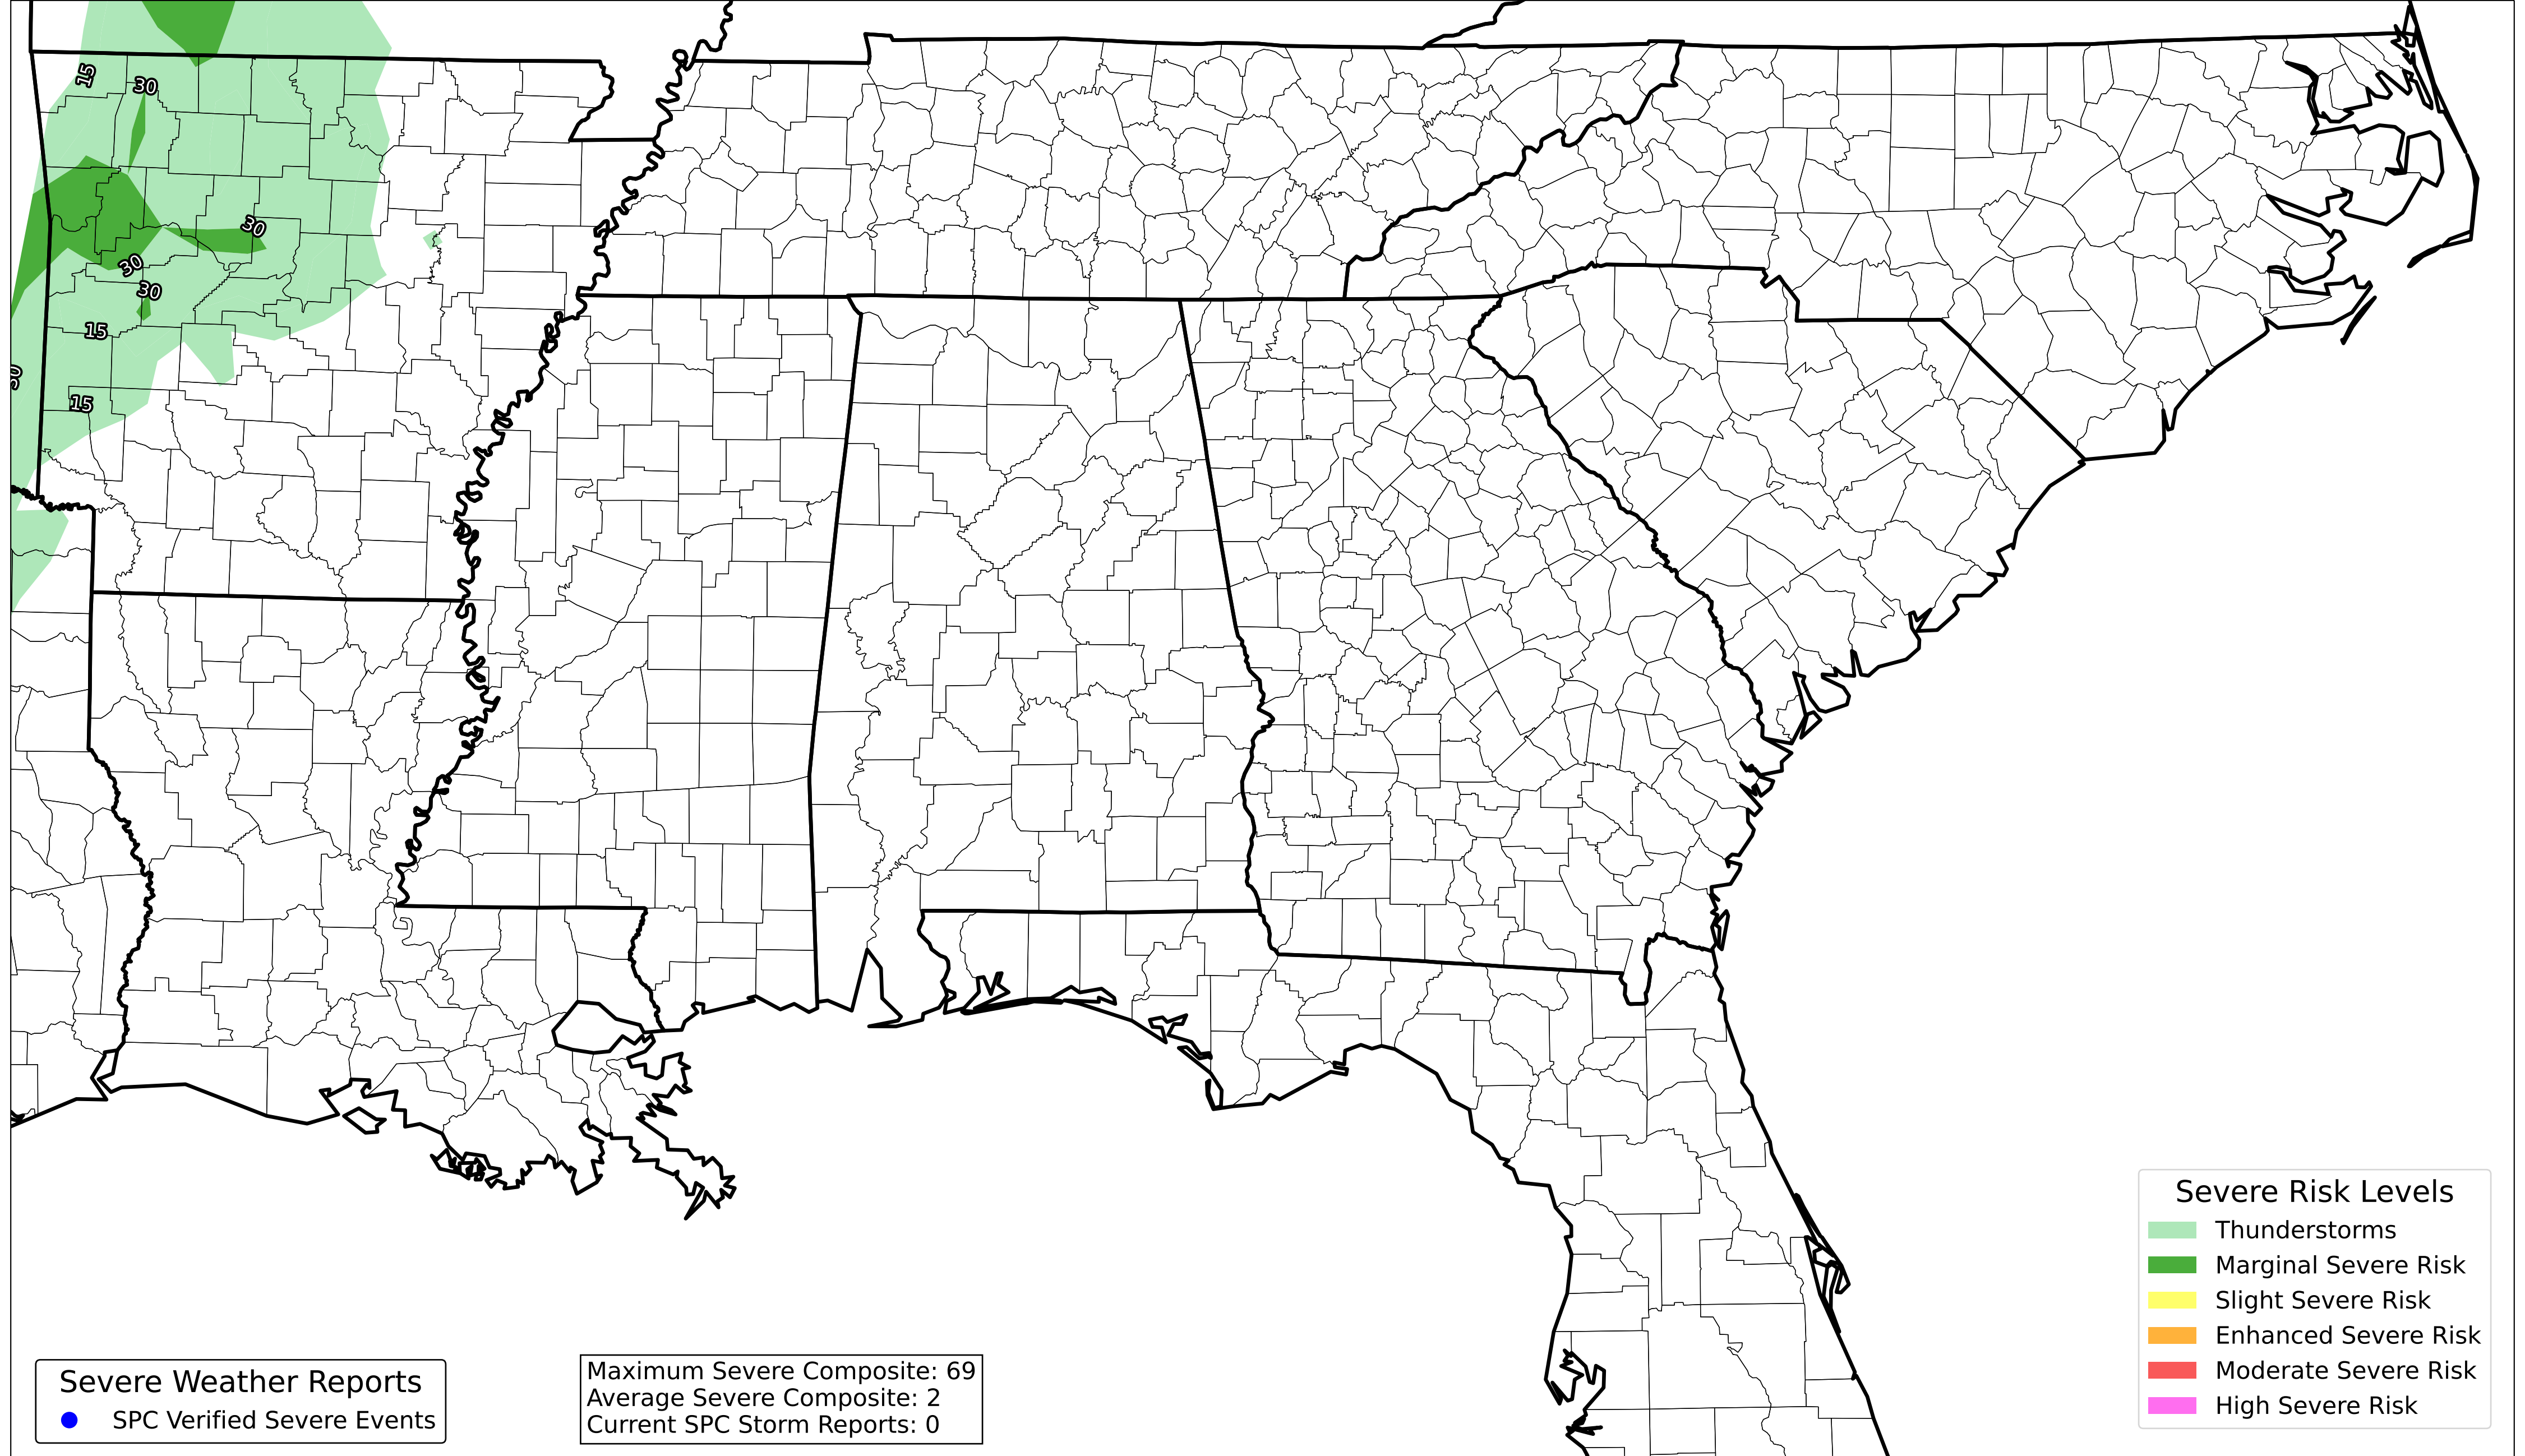 15
30
30
30
30
15
30
15
Severe Risk Levels
Thunderstorms
Marginal Severe Risk
Slight Severe Risk
Enhanced Severe Risk
Moderate Severe Risk
High Severe Risk
Severe Weather Reports
SPC Verified Severe Events
Maximum Severe Composite: 69
Average Severe Composite: 2
Current SPC Storm Reports: 0